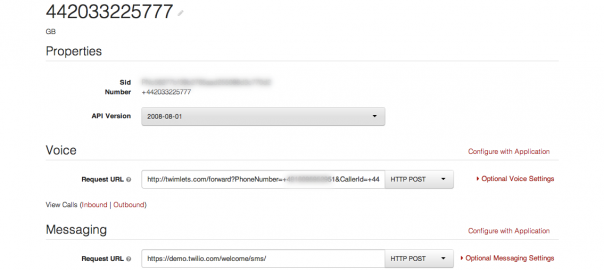 442033225777
GB
Properties
Sid
Number +442033225777
API Version 2008-08-01
Voice Configure with Application
Request URL http://twimlets.com/forward?PhoneNumber=+ 1&CallerId=+44 HTTP POST Optional Voice Settings
View Calls (Inbound | Outbound)
Messaging Configure with Application
Request URL https://demo.twilio.com/welcome/sms/ HTTP POST Optional Messaging Settings